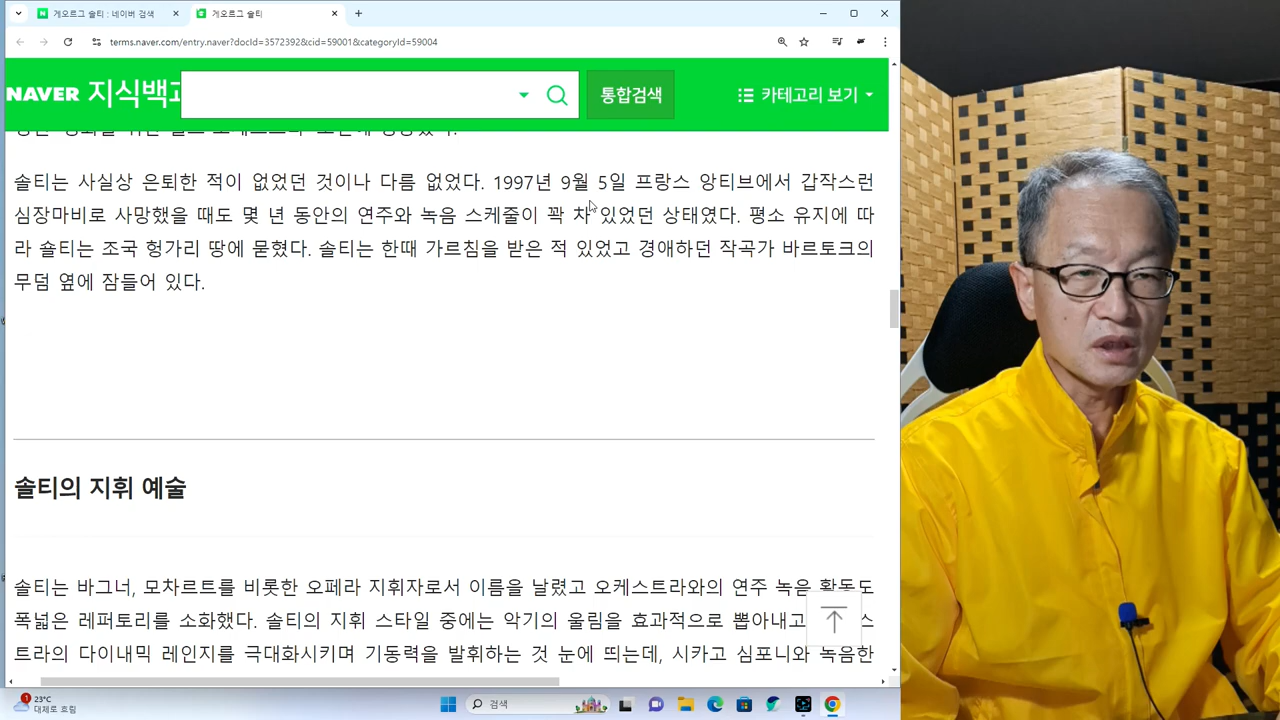 게오르그 솔티 : 네이버 검색
게오르그 솔티
terms.naver.com/entry.naver?docId=3572392&cid=59001&categoryId=59004
NAVER 지식백과
통합검색
카테고리 보기
솔티는 사실상 은퇴한 적이 없었던 것이나 다름 없었다. 1997년 9월 5일 프랑스 앙티브에서 갑작스런
심장마비로 사망했을 때도 몇 년 동안의 연주와 녹음 스케줄이 꽉 차 있었던 상태였다. 평소 유지에 따
라 숄티는 조국 헝가리 땅에 묻혔다. 솔티는 한때 가르침을 받은 적 있었고 경애하던 작곡가 바르토크의
무덤 옆에 잠들어 있다.
솔티의 지휘 예술
솔티는 바그너, 모차르트를 비롯한 오페라 지휘자로서 이름을 날렸고 오케스트라와의 연주 녹음 활동도
폭넓은 레퍼토리를 소화했다. 솔티의 지휘 스타일 중에는 악기의 울림을 효과적으로 뽑아내고 스
트라의 다이내믹 레인지를 극대화시키며 기동력을 발휘하는 것 눈에 띄는데, 시카고 심포니와 녹음한
1
23°C
대체로 흐림
검색